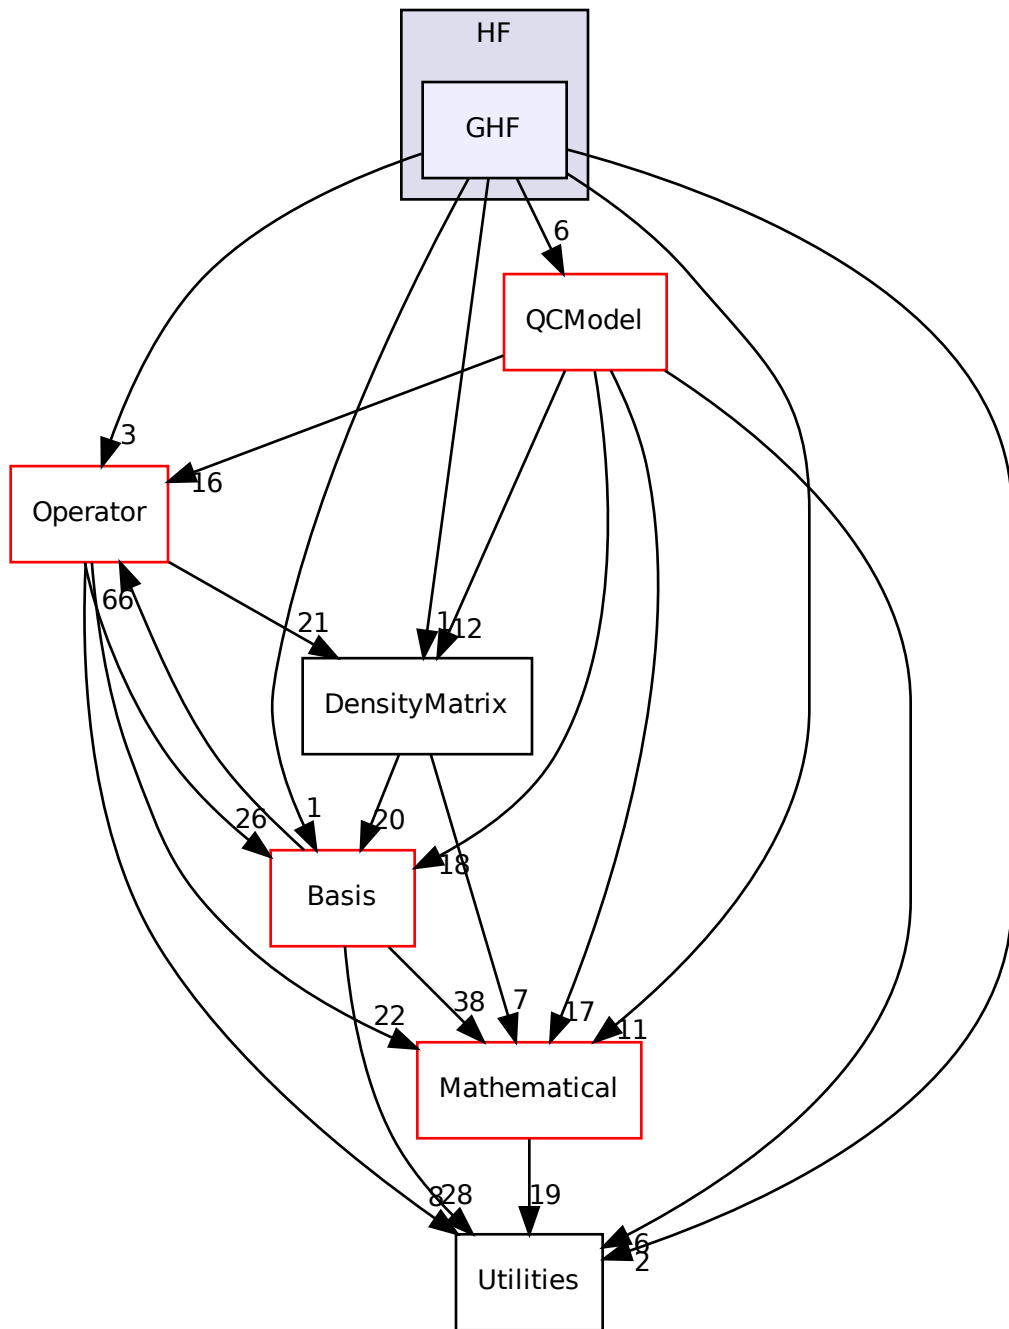 HF
GHF
6
QCModel
3
16
Operator
66
21
1
12
DensityMatrix
26
1
20
18
Basis
22
38
7
17
11
Mathematical
8
28
19
6
2
Utilities